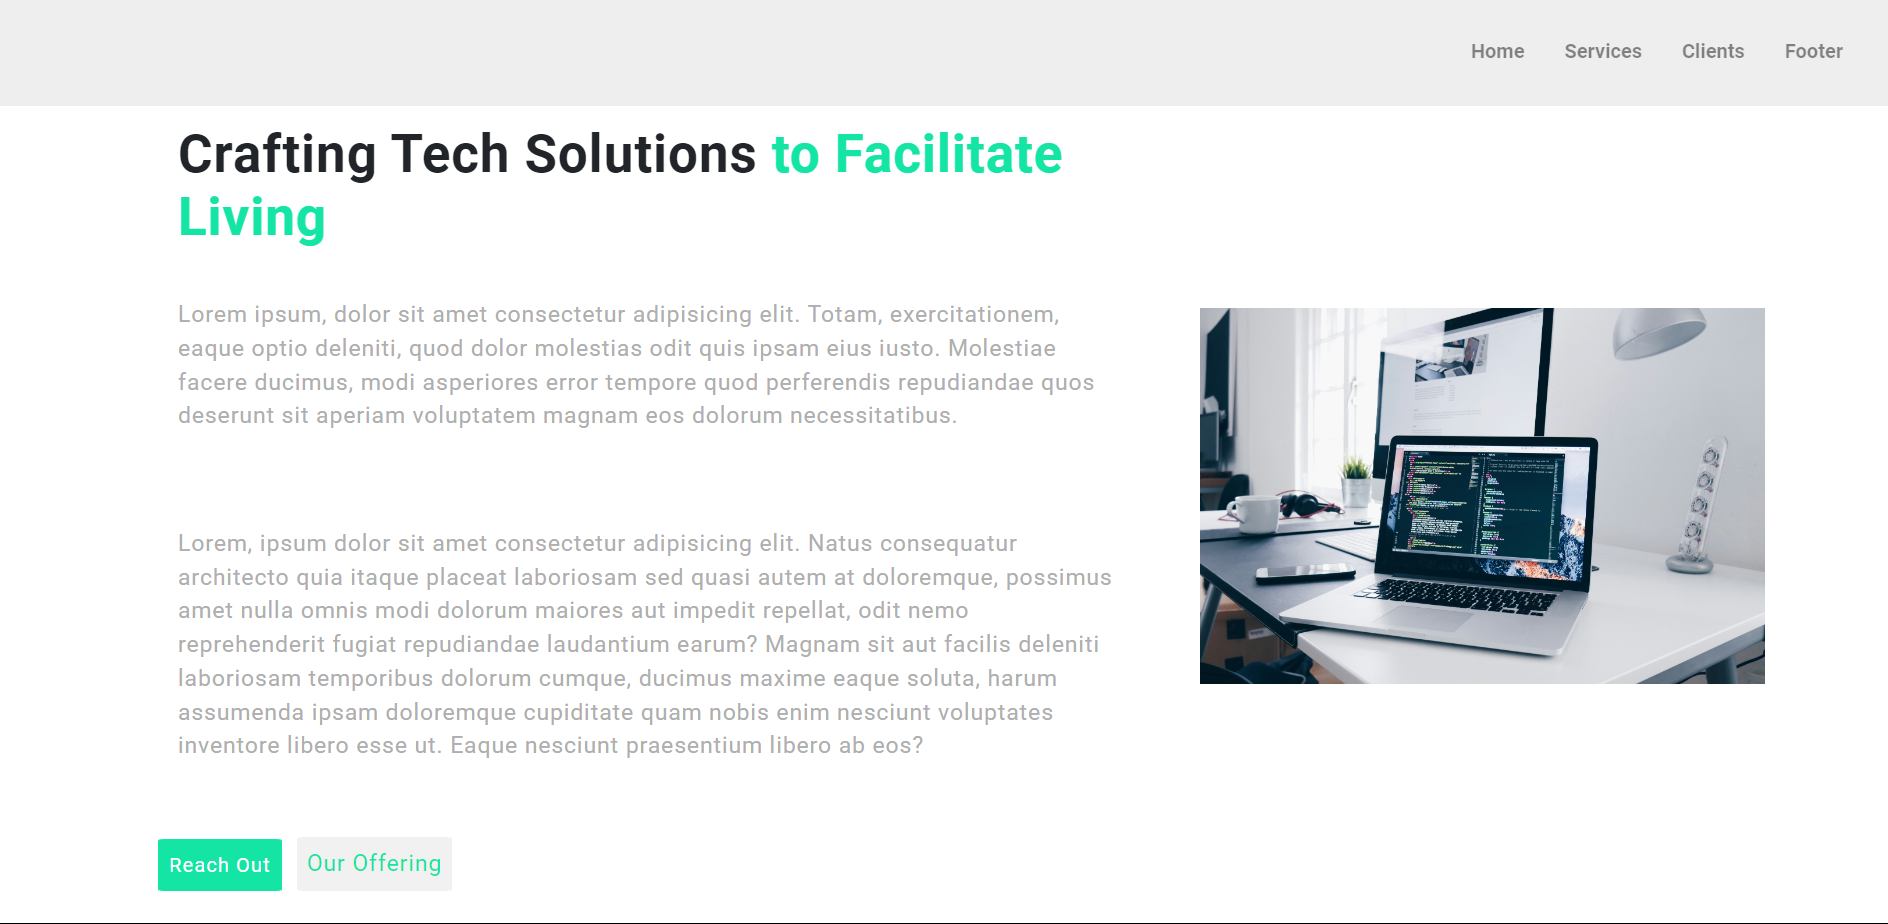 Home Services Clients Footer
Crafting Tech Solutions to Facilitate
Living
Lorem ipsum, dolor sit amet consectetur adipisicing elit. Totam, exercitationem,
eaque optio deleniti, quod dolor molestias odit quis ipsam eius iusto. Molestiae
facere ducimus, modi asperiores error tempore quod perferendis repudiandae quos
deserunt sit aperiam voluptatem magnam eos dolorum necessitatibus.
Lorem, ipsum dolor sit amet consectetur adipisicing elit. Natus consequatur
architecto quia itaque placeat laboriosam sed quasi autem at doloremque, possimus
amet nulla omnis modi dolorum maiores aut impedit repellat, odit nemo
reprehenderit fugiat repudiandae laudantium earum? Magnam sit aut facilis deleniti
laboriosam temporibus dolorum cumque, ducimus maxime eaque soluta, harum
assumenda ipsam doloremque cupiditate quam nobis enim nesciunt voluptates
inventore libero esse ut. Eaque nesciunt praesentium libero ab eos?
Reach Out
Our Offering